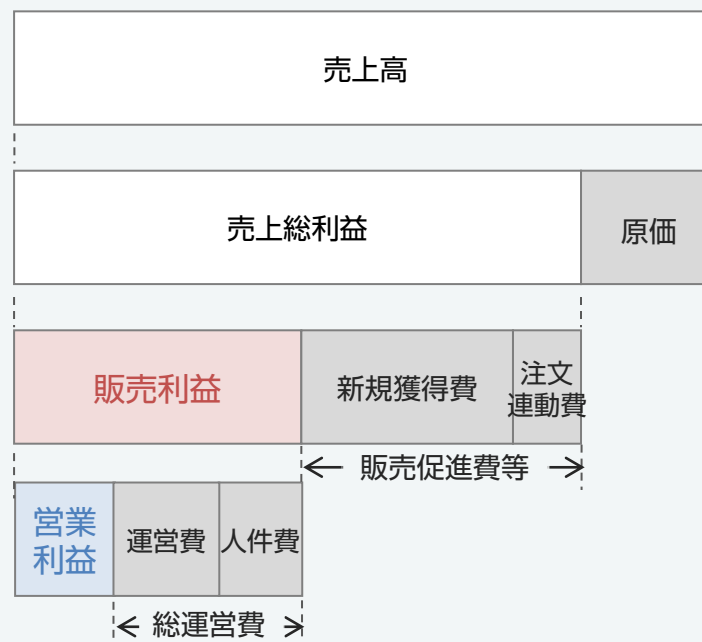 売上高
売上総利益
原価
販売利益
新規獲得費
注文
連動費
販売促進費等
営業
利益
運営費
人件費
総運営費